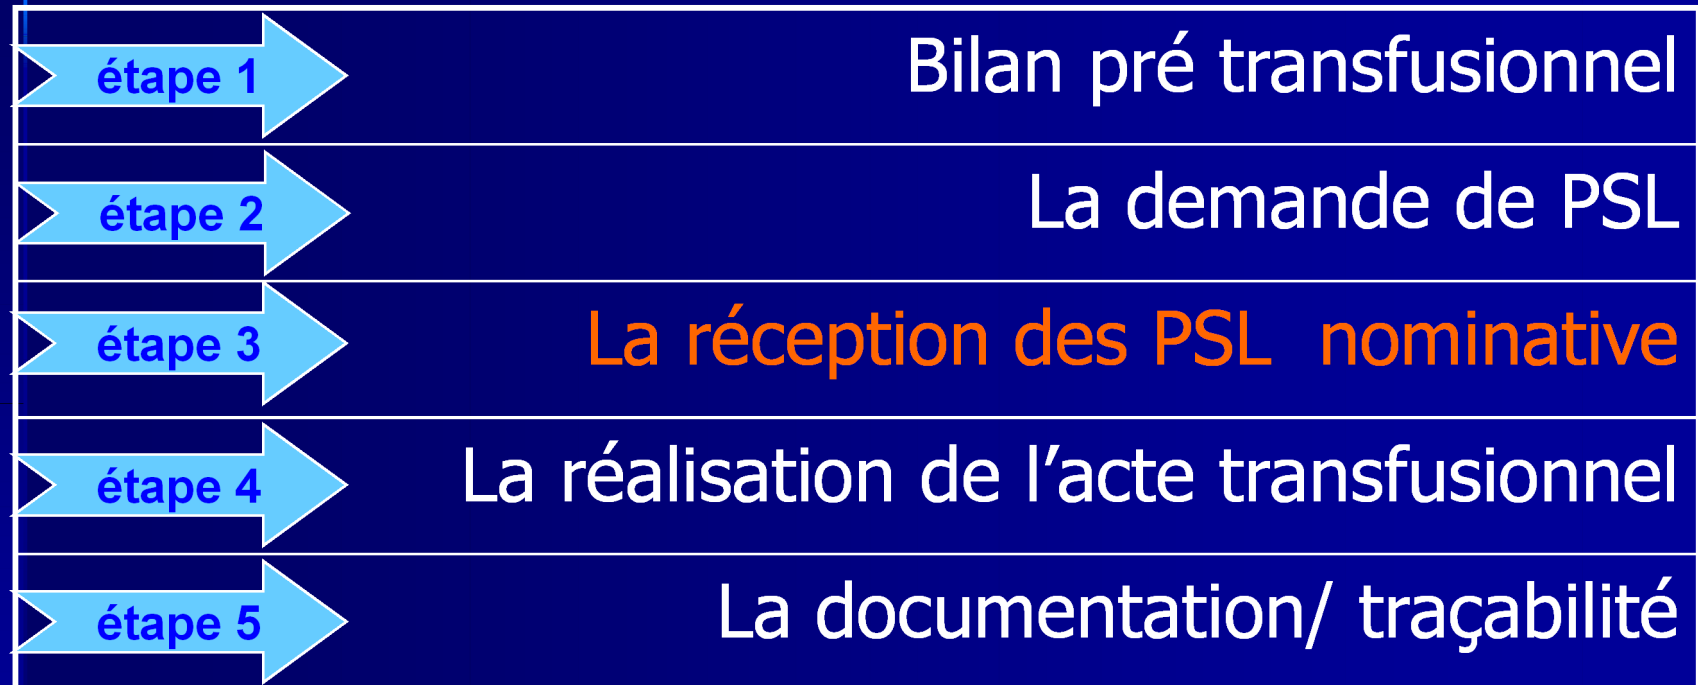 étape 1
Bilan pré transfusionnel
étape 2
La demande de PSL
étape 3
La réception des PSL nominative
étape 4
La réalisation de l’acte transfusionnel
étape 5
La documentation/ traçabilité